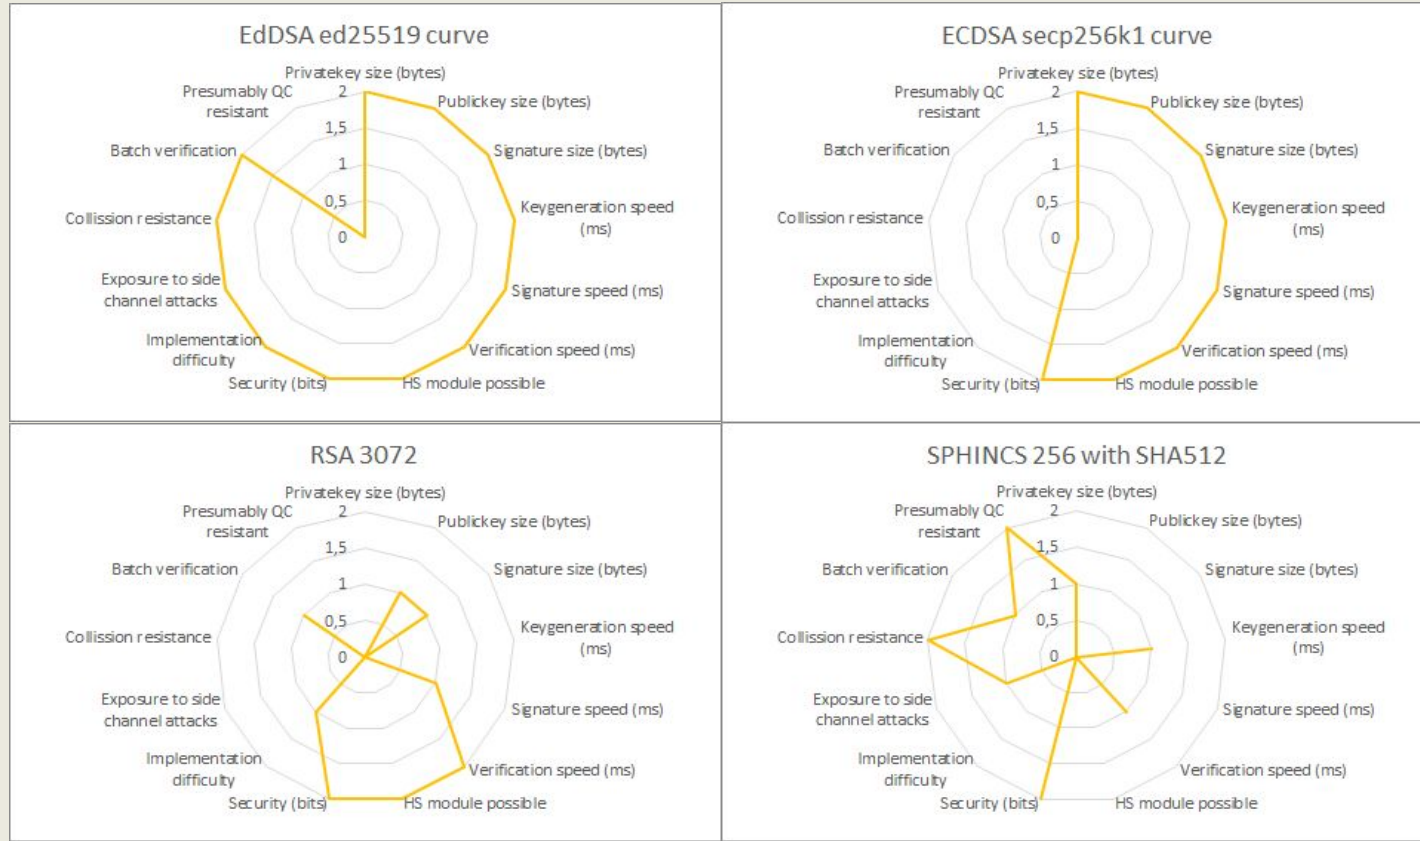 EdDSA ed25519 curve
Privatekey size (bytes)
Presumably QC
resistant
Publickey size (bytes)
Batch verification
Signature size (bytes)
Collission resistance
Keygeneration speed
(ms)
Exposure to side
channel attacks
Signature speed (ms)
Implementation
difficulty
Verification speed (ms)
Security (bits)
HS module possible
2
1,5
1
0,5
0
ECDSA secp256k1 curve
Privatekey size (bytes)
Presumably QC
resistant
Publickey size (bytes)
Batch verification
Signature size (bytes)
Collission resistance
Keygeneration speed
(ms)
Exposure to side
channel attacks
Signature speed (ms)
Implementation
difficulty
Verification speed (ms)
Security (bits)
HS module possible
2
1,5
1
0,5
0
RSA 3072
Privatekey size (bytes)
Presumably QC
resistant
Publickey size (bytes)
Batch verification
Signature size (bytes)
Collission resistance
Keygeneration speed
(ms)
Exposure to side
channel attacks
Signature speed (ms)
Implementation
difficulty
Verification speed (ms)
Security (bits)
HS module possible
2
1,5
1
0,5
0
SPHINCS 256 with SHA512
Privatekey size (bytes)
Presumably QC
resistant
Publickey size (bytes)
Batch verification
Signature size (bytes)
Collission resistance
Keygeneration speed
(ms)
Exposure to side
channel attacks
Signature speed (ms)
Implementation
difficulty
Verification speed (ms)
Security (bits)
HS module possible
2
1,5
1
0,5
0